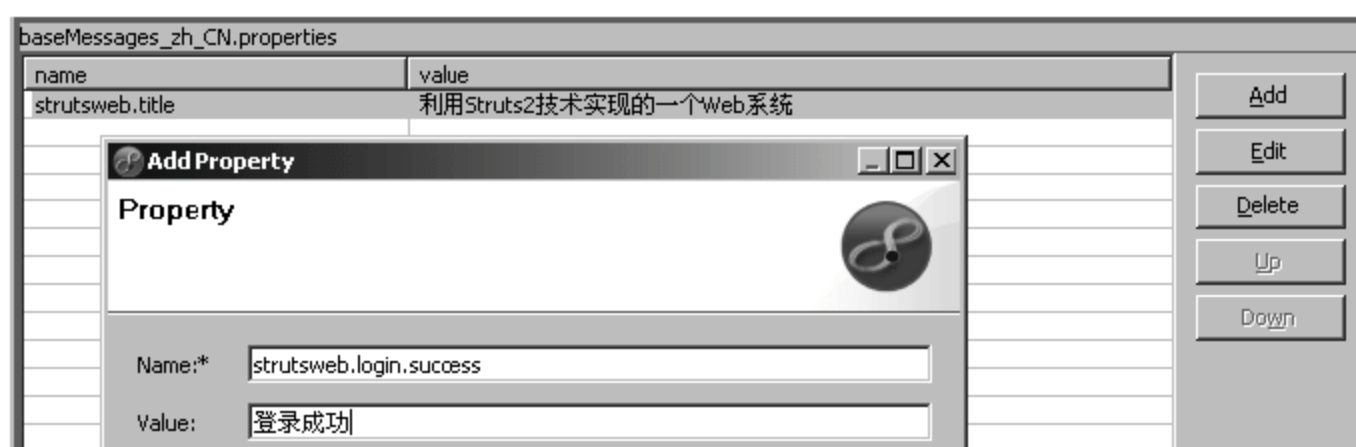 baseMessages_zh_CN.properties
name value
strutsweb.title 利用Struts2技术实现的一个Web系统
Add
Edit
Delete
Up
Down
Add Property
Property
Name:* strutsweb.login.success
Value: 登录成功